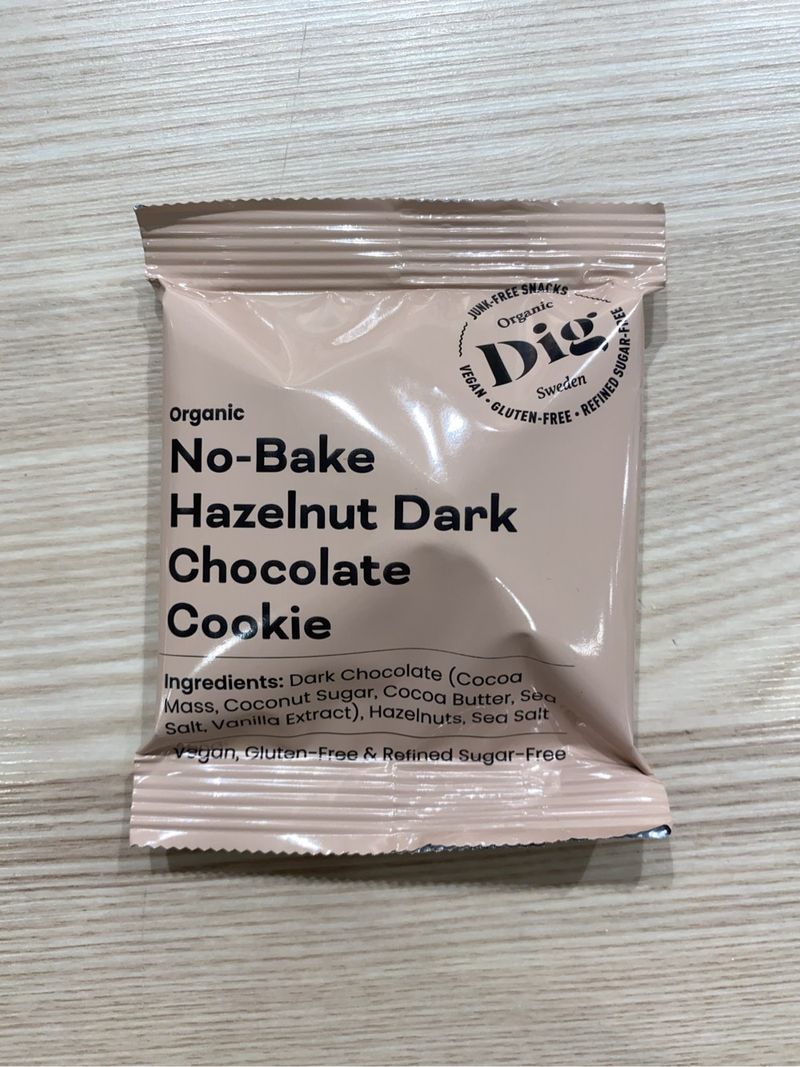 JUNK-FREE SNACKS
Organic
Dig
Sweden
VEGAN • GLUTEN-FREE • REFINED SUGAR-FREE
Organic
No-Bake
Hazelnut Dark
Chocolate
Cookie
Ingredients: Dark Chocolate (Cocoa
Mass, Coconut Sugar, Cocoa Butter, Sea
Salt, Vanilla Extract), Hazelnuts, Sea Salt
Vegan, Gluten-Free & Refined Sugar-Free